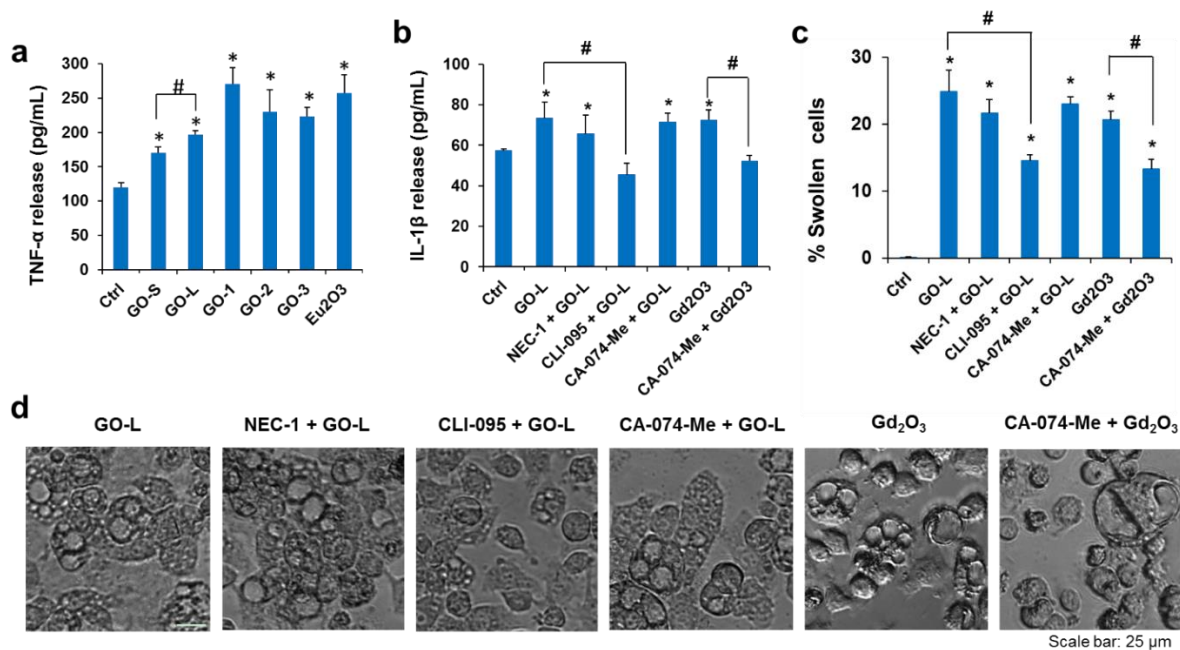 a
TNF-α release (pg/mL)
300
250
200
150
100
50
0
*
*
#
*
*
*
*
Ctrl
GO-S
GO-L
GO-1
GO-2
GO-3
Eu2O3
b
IL-1β release (pg/mL)
100
80
60
40
20
0
#
#
*
*
*
*
Ctrl
GO-L
NEC-1 + GO-L
CLI-095 + GO-L
CA-074-Me + GO-L
Gd2O3
CA-074-Me + Gd2O3
c
% Swollen cells
30
20
10
0
#
#
*
*
*
*
*
*
Ctrl
GO-L
NEC-1 + GO-L
CLI-095 + GO-L
CA-074-Me + GO-L
Gd2O3
CA-074-Me + Gd2O3
d
GO-L
NEC-1 + GO-L
CLI-095 + GO-L
CA-074-Me + GO-L
Gd₂O₃
CA-074-Me + Gd₂O₃
Scale bar: 25 µm